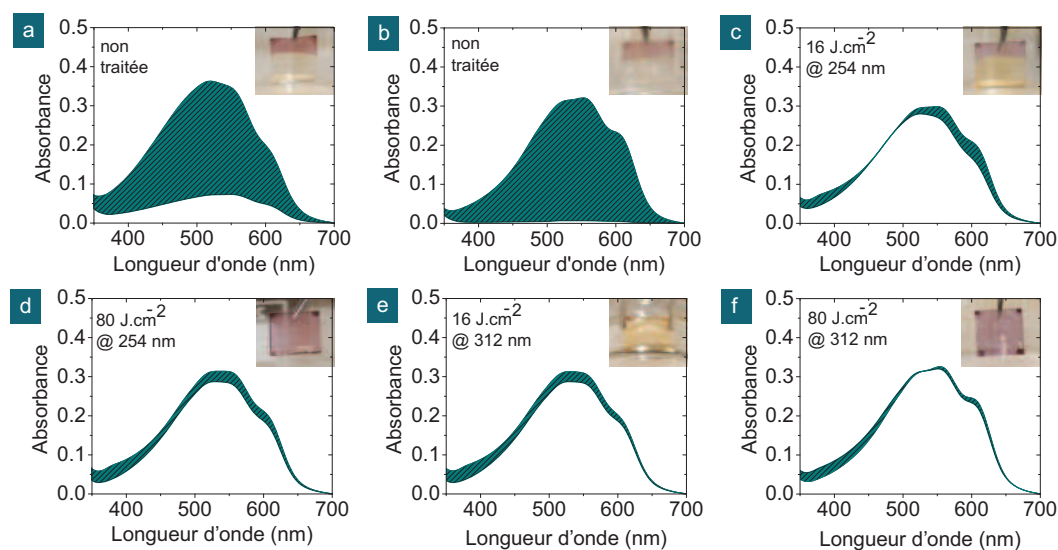 a
non
traitée
0.5
0.4
0.3
0.2
0.1
0.0
Absorbance
400 500 600 700
Longueur d'onde (nm)
b
non
traitée
0.5
0.4
0.3
0.2
0.1
0.0
Absorbance
400 500 600 700
Longueur d'onde (nm)
c
16 J.cm-2
@ 254 nm
0.5
0.4
0.3
0.2
0.1
0.0
Absorbance
400 500 600 700
Longueur d’onde (nm)
d
80 J.cm-2
@ 254 nm
0.5
0.4
0.3
0.2
0.1
0.0
Absorbance
400 500 600 700
Longueur d’onde (nm)
e
16 J.cm-2
@ 312 nm
0.5
0.4
0.3
0.2
0.1
0.0
Absorbance
400 500 600 700
Longueur d’onde (nm)
f
80 J.cm-2
@ 312 nm
0.5
0.4
0.3
0.2
0.1
0.0
Absorbance
400 500 600 700
Longueur d’onde (nm)